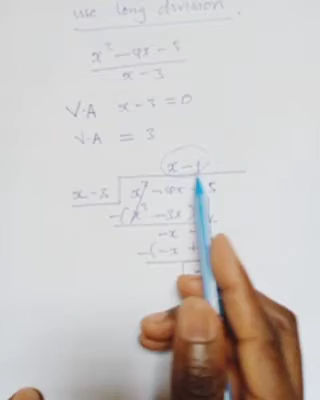 use long division.
x² - 4x - 5
x - 3
V.A x - 3 = 0
V.A = 3
x - 1
x - 3 x² - 4x - 5
-(x² - 3x)
-x
-(-x +